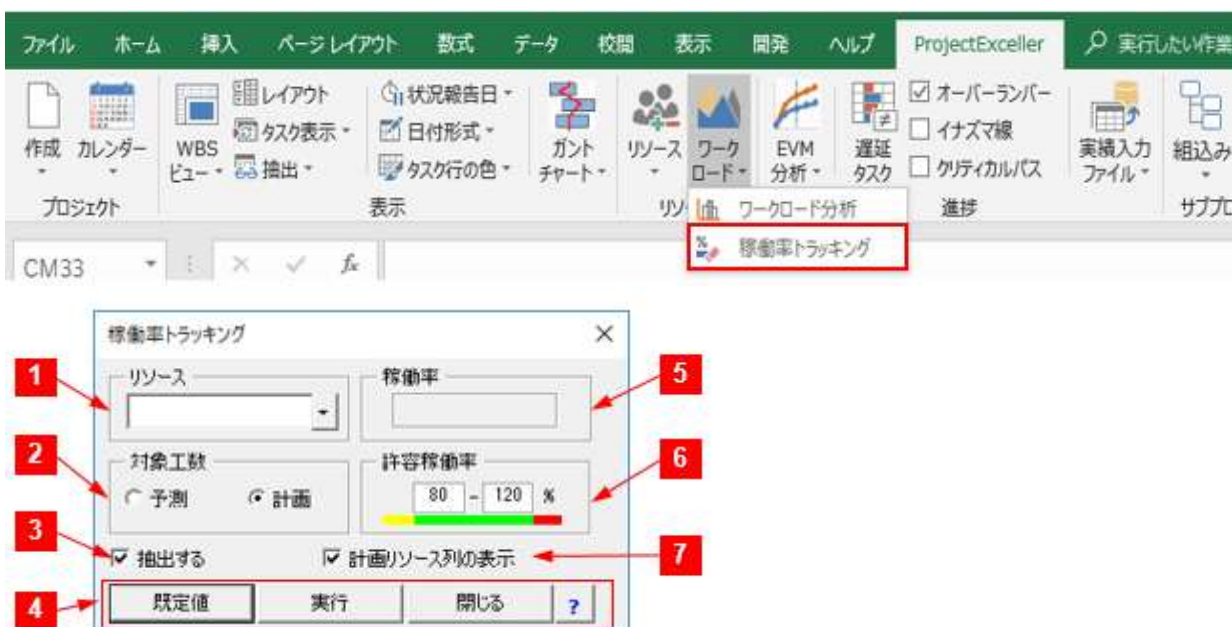 ファイル ホーム 挿入 ページ レイアウト 数式 データ 校閲 表示 開発 ヘルプ ProjectExceller 実行したい作業
作成 カレンダー WBS ビュー レイアウト タスク表示 抽出 状況報告日 日付形式 タスク行の色 ガント チャート リソース ワーク ロード EVM 分析 遅延 タスク オーバーランバー イナズマ線 クリティカルパス 実績入力 ファイル 組込み
プロジェクト 表示 リソ 進捗 サブプロ
ワークロード分析
稼働率トラッキング
CM33 fx
稼働率トラッキング
1 リソース 稼働率 5
2 対象工数 許容稼働率 6
予測 計画 80 - 120 %
3 抽出する 計画リソース列の表示 7
4 既定値 実行 閉じる ?